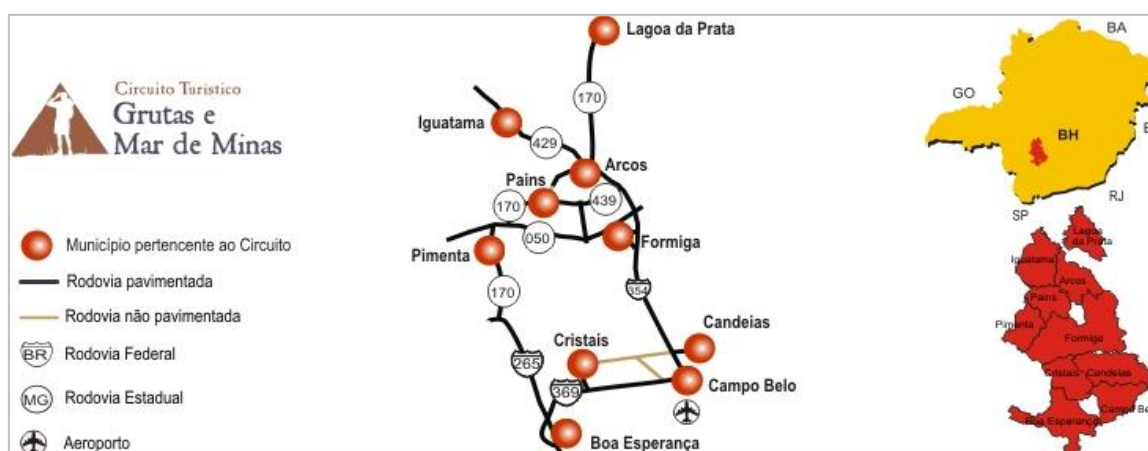 Circuito Turístico
Grutas e
Mar de Minas
Município pertencente ao Circuito
Rodovia pavimentada
Rodovia não pavimentada
BR Rodovia Federal
MG Rodovia Estadual
Aeroporto
Lagoa da Prata
170
Iguatama
429
Arcos
Pains
170
439
050
Formiga
Pimenta
170
354
Candeias
Cristais
265
369
Campo Belo
Boa Esperança
BA
GO
BH
E
RJ
SP
Lagoa
da Prata
Iguatama
Arcos
Pains
Pimenta
Formiga
Cristais
Candeias
Campo Be
Boa Esperança